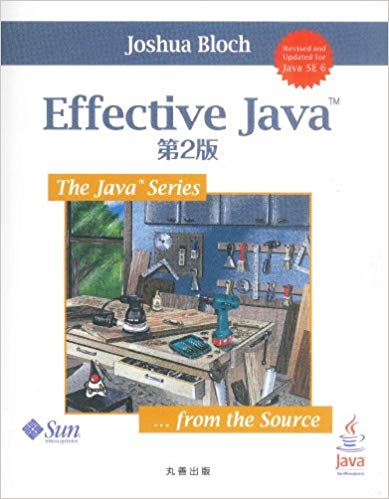 Joshua Bloch
Revised and
Updated for
Java SE 6
Effective Java™
第2版
The Java™ Series
... from the Source
Sun
microsystems
Java
丸善出版